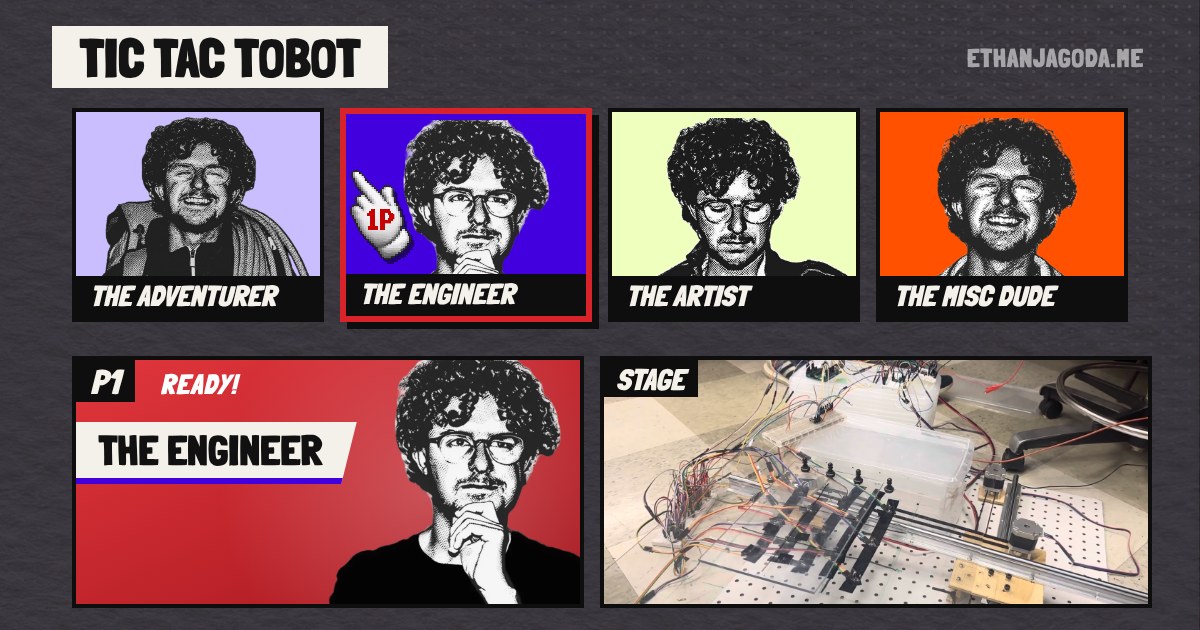 TIC TAC TOBOT
ETHANJAGODA.ME
1P
THE ADVENTURER
THE ENGINEER
THE ARTIST
THE MISC DUDE
P1
READY!
THE ENGINEER
STAGE